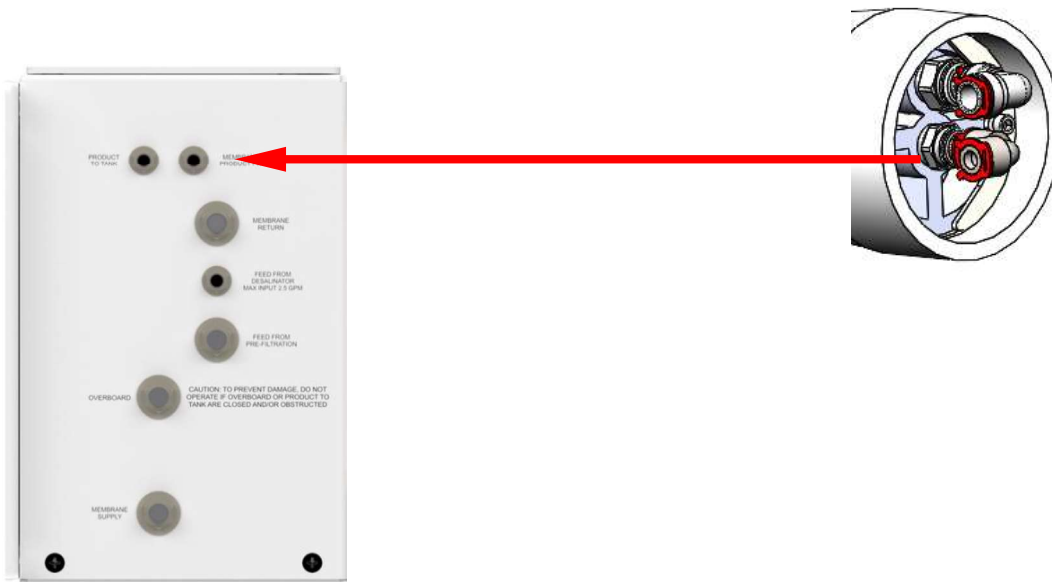 PRODUCT
TO TANK
PRODUCT
MEMBRANE
RETURN
FEED FROM
DESALINATOR
MAX INPUT 2.5 GPM
FEED FROM
PRE-FILTRATION
OVERBOARD
CAUTION: TO PREVENT DAMAGE, DO NOT
OPERATE IF OVERBOARD OR PRODUCT TO
TANK ARE CLOSED AND/OR OBSTRUCTED
MEMBRANE
SUPPLY